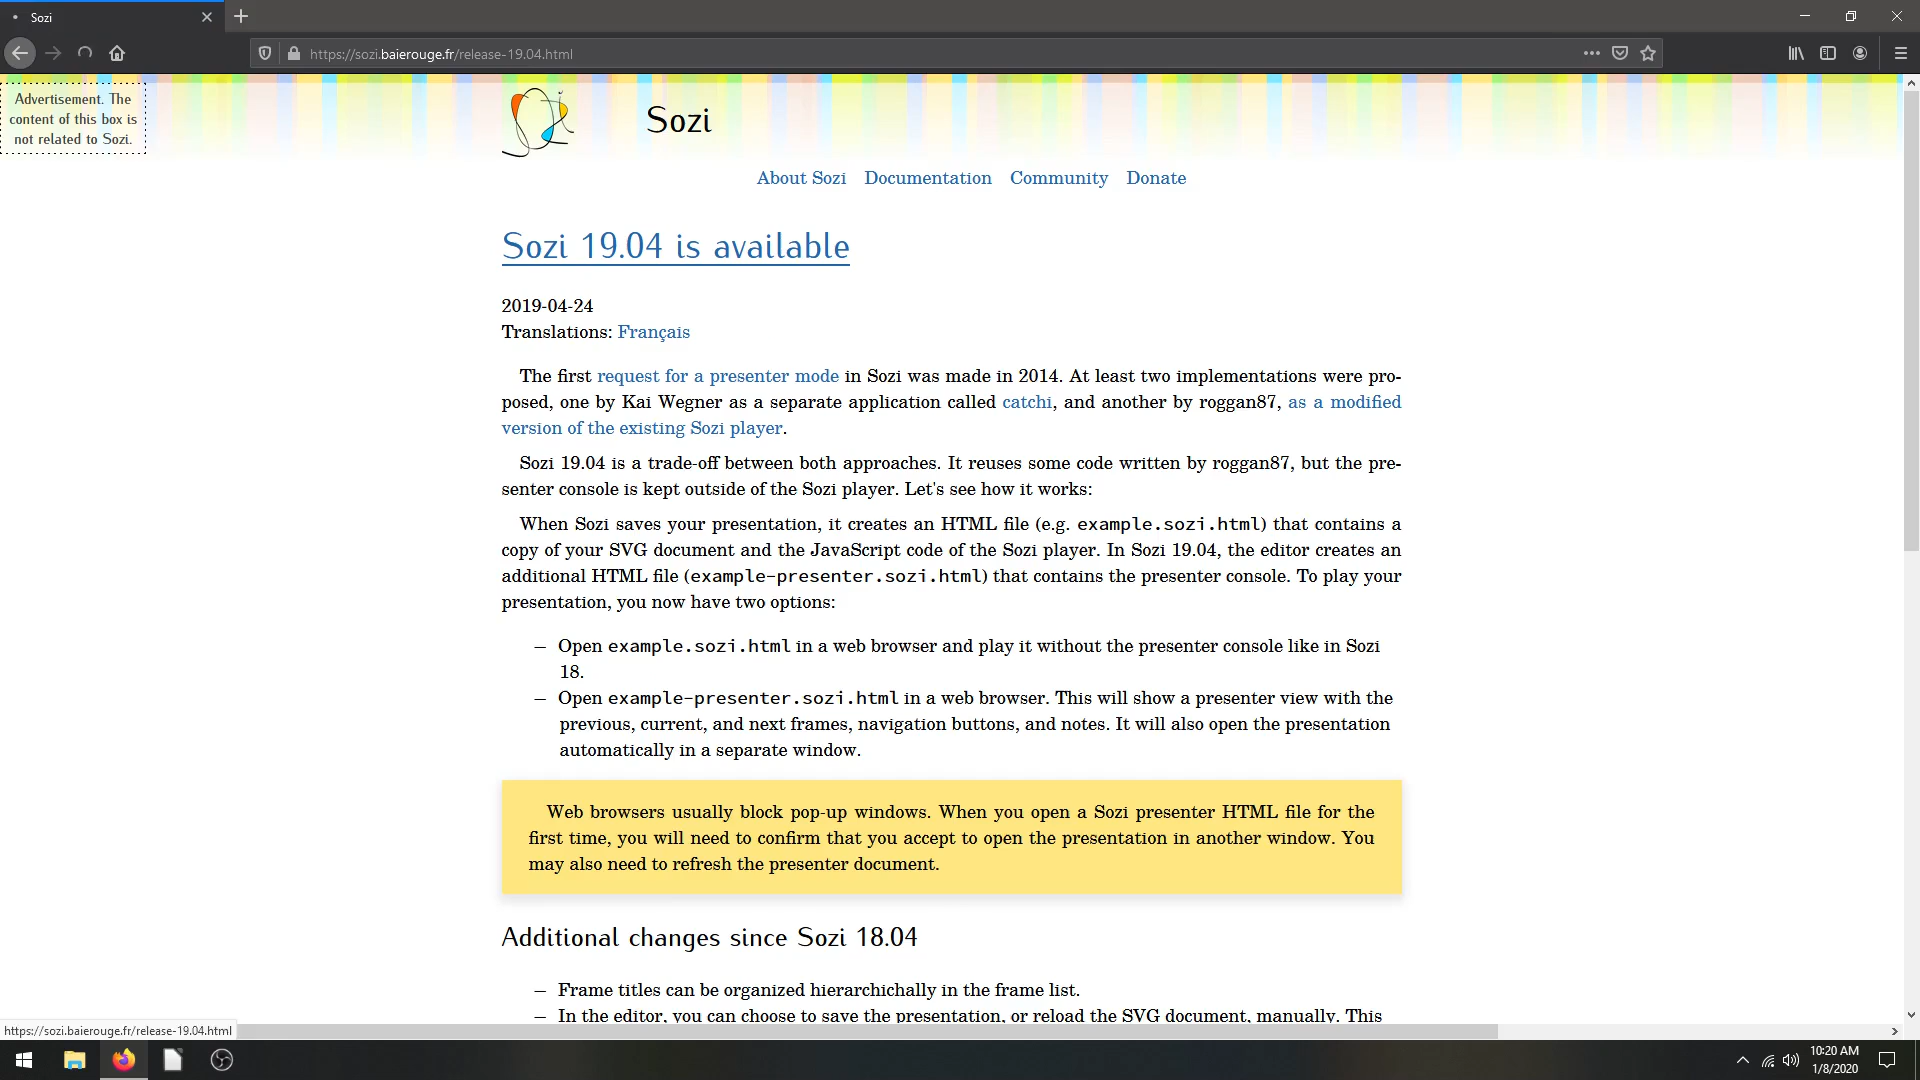 Sozi
https://sozi.baierouge.fr/release-19.04.html
Advertisement. The
content of this box is
not related to Sozi.
Sozi
About Sozi Documentation Community Donate
Sozi 19.04 is available
2019-04-24
Translations: Français
The first request for a presenter mode in Sozi was made in 2014. At least two implementations were pro-
posed, one by Kai Wegner as a separate application called catchi, and another by roggan87, as a modified
version of the existing Sozi player.
Sozi 19.04 is a trade-off between both approaches. It reuses some code written by roggan87, but the pre-
senter console is kept outside of the Sozi player. Let's see how it works:
When Sozi saves your presentation, it creates an HTML file (e.g. example.sozi.html) that contains a
copy of your SVG document and the JavaScript code of the Sozi player. In Sozi 19.04, the editor creates an
additional HTML file (example-presenter.sozi.html) that contains the presenter console. To play your
presentation, you now have two options:
— Open example.sozi.html in a web browser and play it without the presenter console like in Sozi
18.
— Open example-presenter.sozi.html in a web browser. This will show a presenter view with the
previous, current, and next frames, navigation buttons, and notes. It will also open the presentation
automatically in a separate window.
Web browsers usually block pop-up windows. When you open a Sozi presenter HTML file for the
first time, you will need to confirm that you accept to open the presentation in another window. You
may also need to refresh the presenter document.
Additional changes since Sozi 18.04
— Frame titles can be organized hierarchichally in the frame list.
— In the editor, you can choose to save the presentation, or reload the SVG document, manually. This
https://sozi.baierouge.fr/release-19.04.html
10:20 AM
1/8/2020